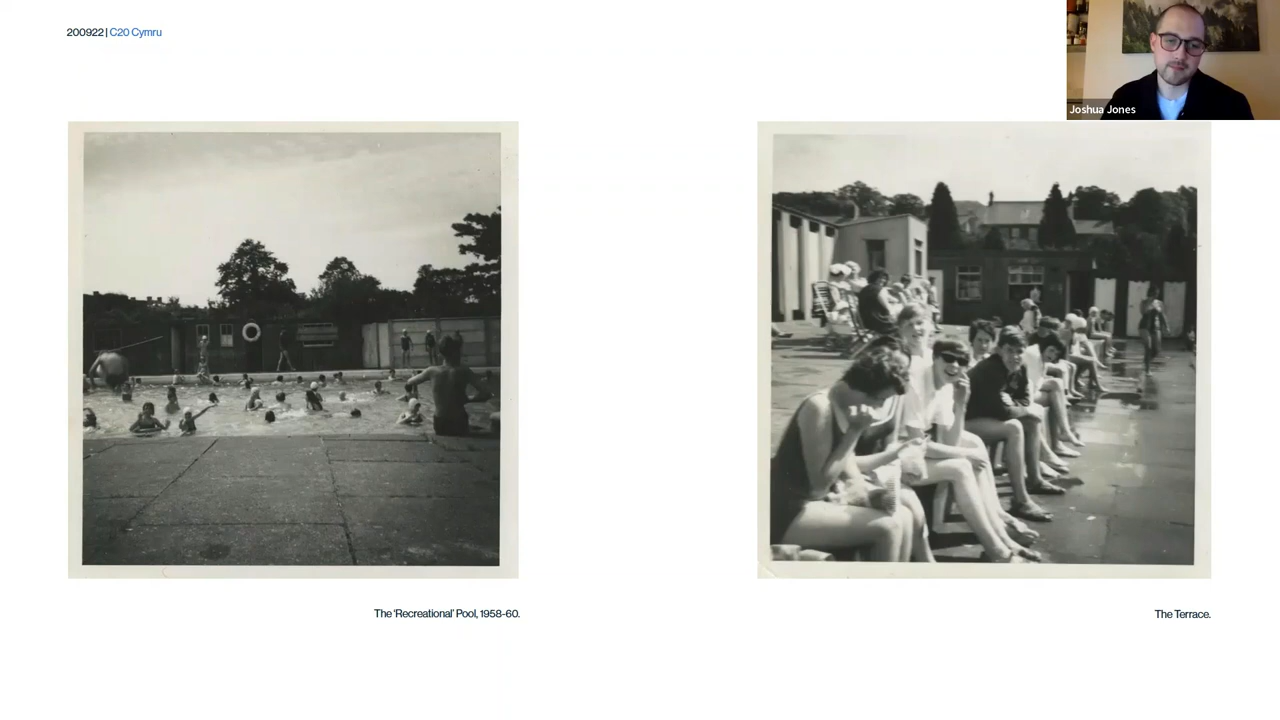 200922 | C20 Cymru
Joshua Jones
The 'Recreational' Pool, 1958-60.
The Terrace.